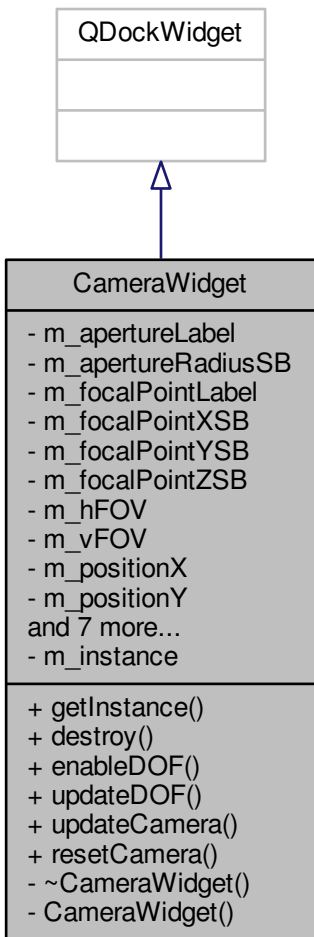 QDockWidget
CameraWidget
- m_apertureLabel
- m_apertureRadiusSB
- m_focalPointLabel
- m_focalPointXSB
- m_focalPointYSB
- m_focalPointZSB
- m_hFOV
- m_vFOV
- m_positionX
- m_positionY
and 7 more...
- m_instance
+ getInstance()
+ destroy()
+ enableDOF()
+ updateDOF()
+ updateCamera()
+ resetCamera()
- ~CameraWidget()
- CameraWidget()